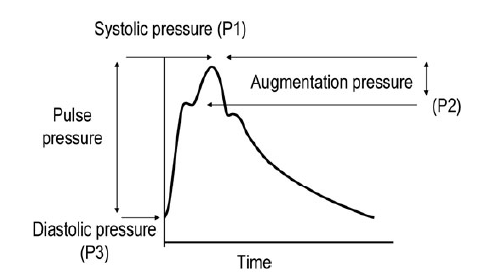 Systolic pressure (P1)
Augmentation pressure
(P2)
Pulse
pressure
Diastolic pressure
(P3)
Time